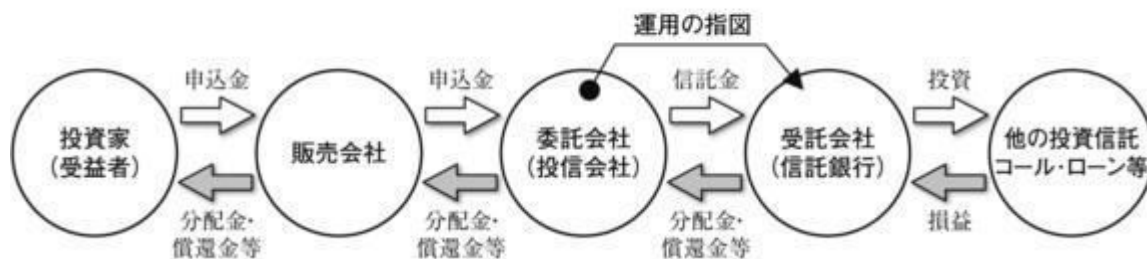 運用の指図
申込金
申込金
信託金
投資
投資家
(受益者)
販売会社
委託会社
(投信会社)
受託会社
(信託銀行)
他の投資信託
コール・ローン等
分配金・
償還金等
分配金・
償還金等
分配金・
償還金等
損益